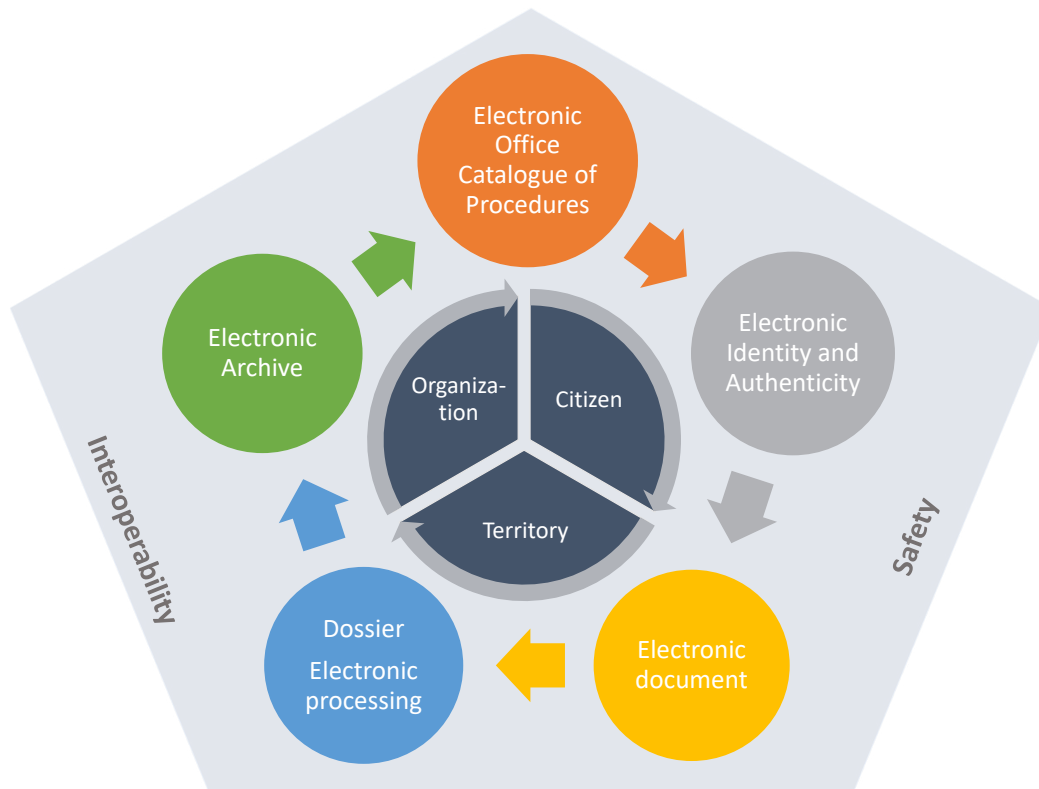 Electronic
Office
Catalogue of
Procedures
Electronic
Identity and
Authenticity
Electronic
Archive
Organiza-
tion
Citizen
Territory
Interoperability
Safety
Dossier
Electronic
processing
Electronic
document